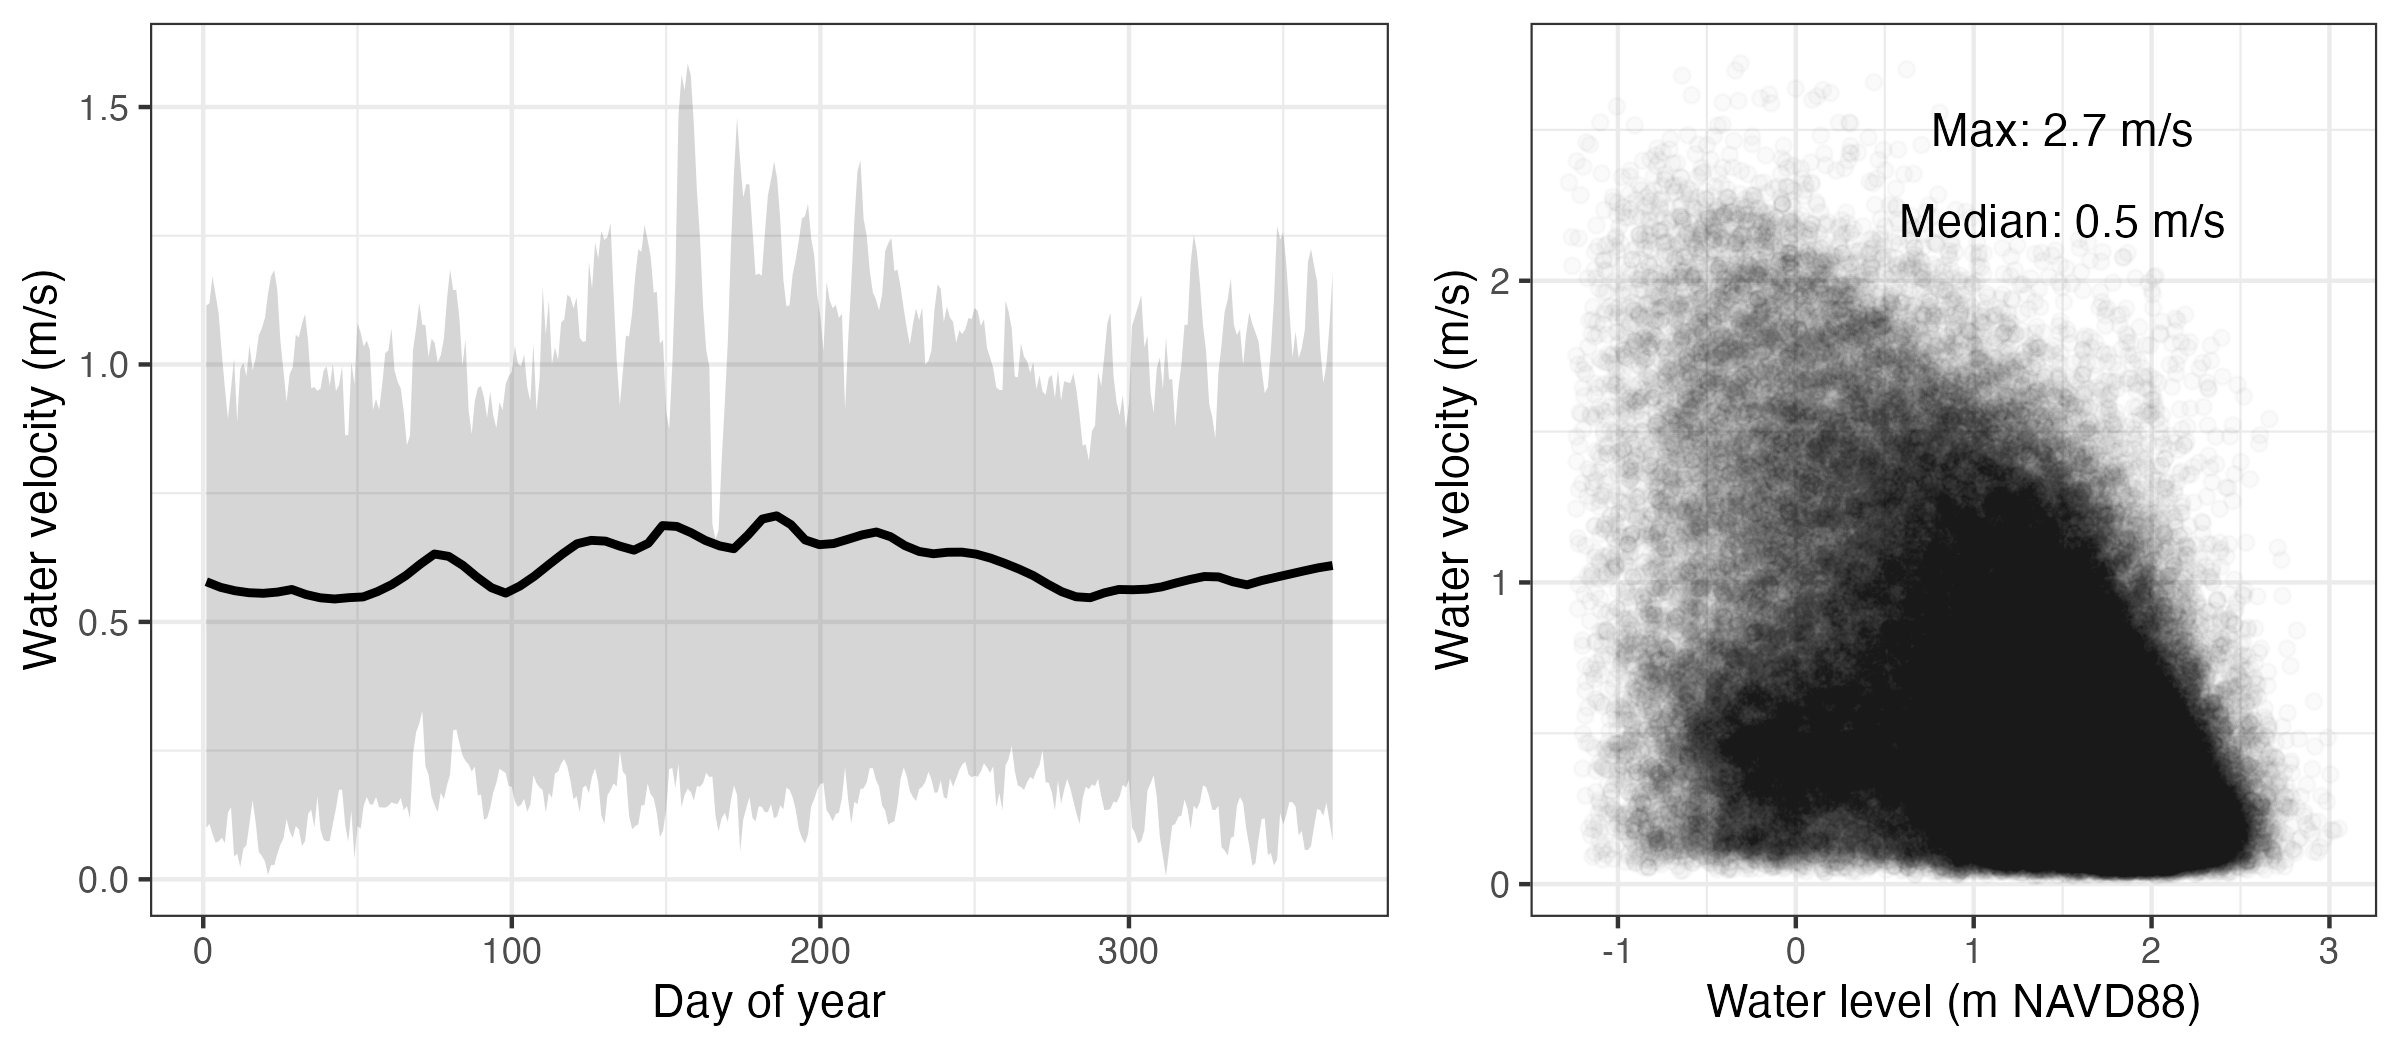 Water velocity (m/s)
1.5
1.0
0.5
0.0
0
100
200
300
Day of year
Water velocity (m/s)
2
1
0
Max: 2.7 m/s
Median: 0.5 m/s
-1
0
1
2
3
Water level (m NAVD88)